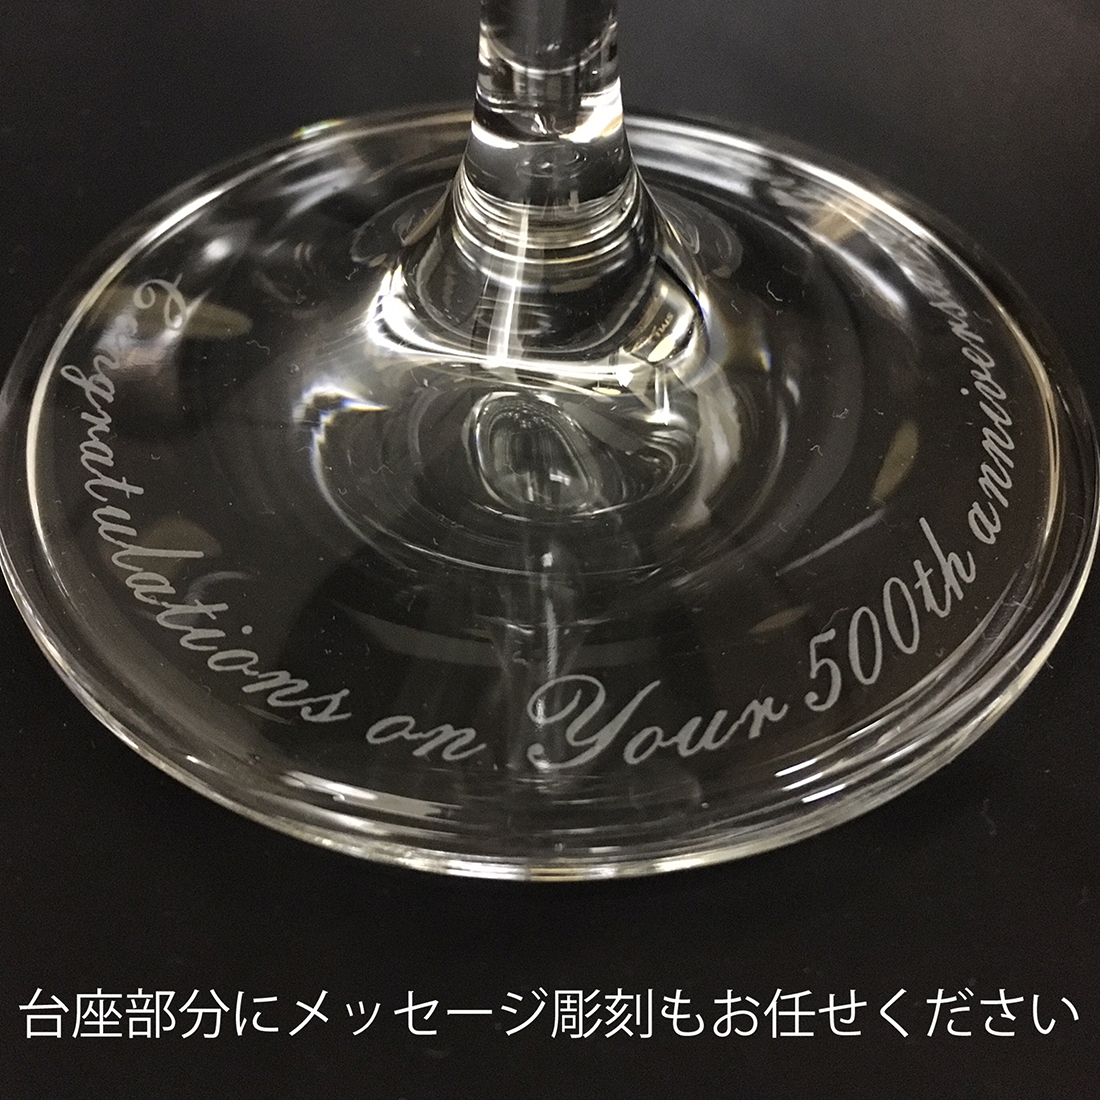 Congratulations on Your 500th anniversary
台座部分にメッセージ彫刻もお任せください